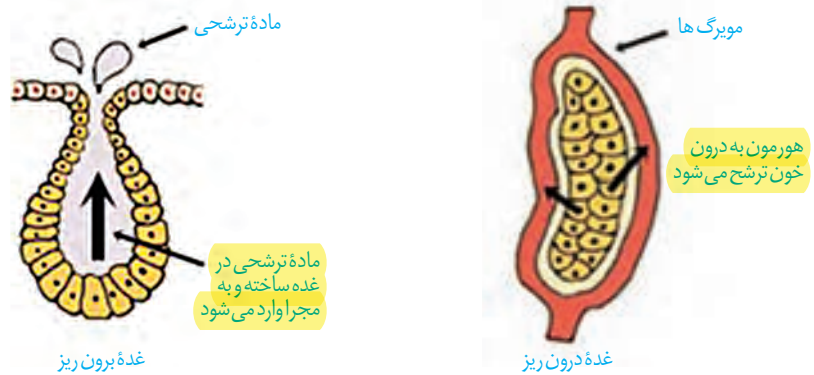 مویرگ ها
هورمون به درون
خون ترشح می شود
غدهٔ درون ریز
مادهٔ ترشحی
مادهٔ ترشحی در
غده ساخته و به
مجرا وارد می شود
غدهٔ برون ریز